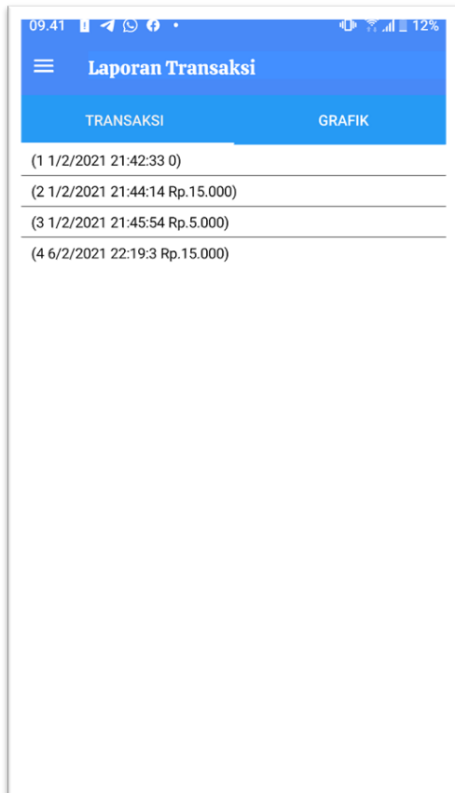 09.41 12%
Laporan Transaksi
TRANSAKSI GRAFIK
(1 1/2/2021 21:42:33 0)
(2 1/2/2021 21:44:14 Rp.15.000)
(3 1/2/2021 21:45:54 Rp.5.000)
(4 6/2/2021 22:19:3 Rp.15.000)